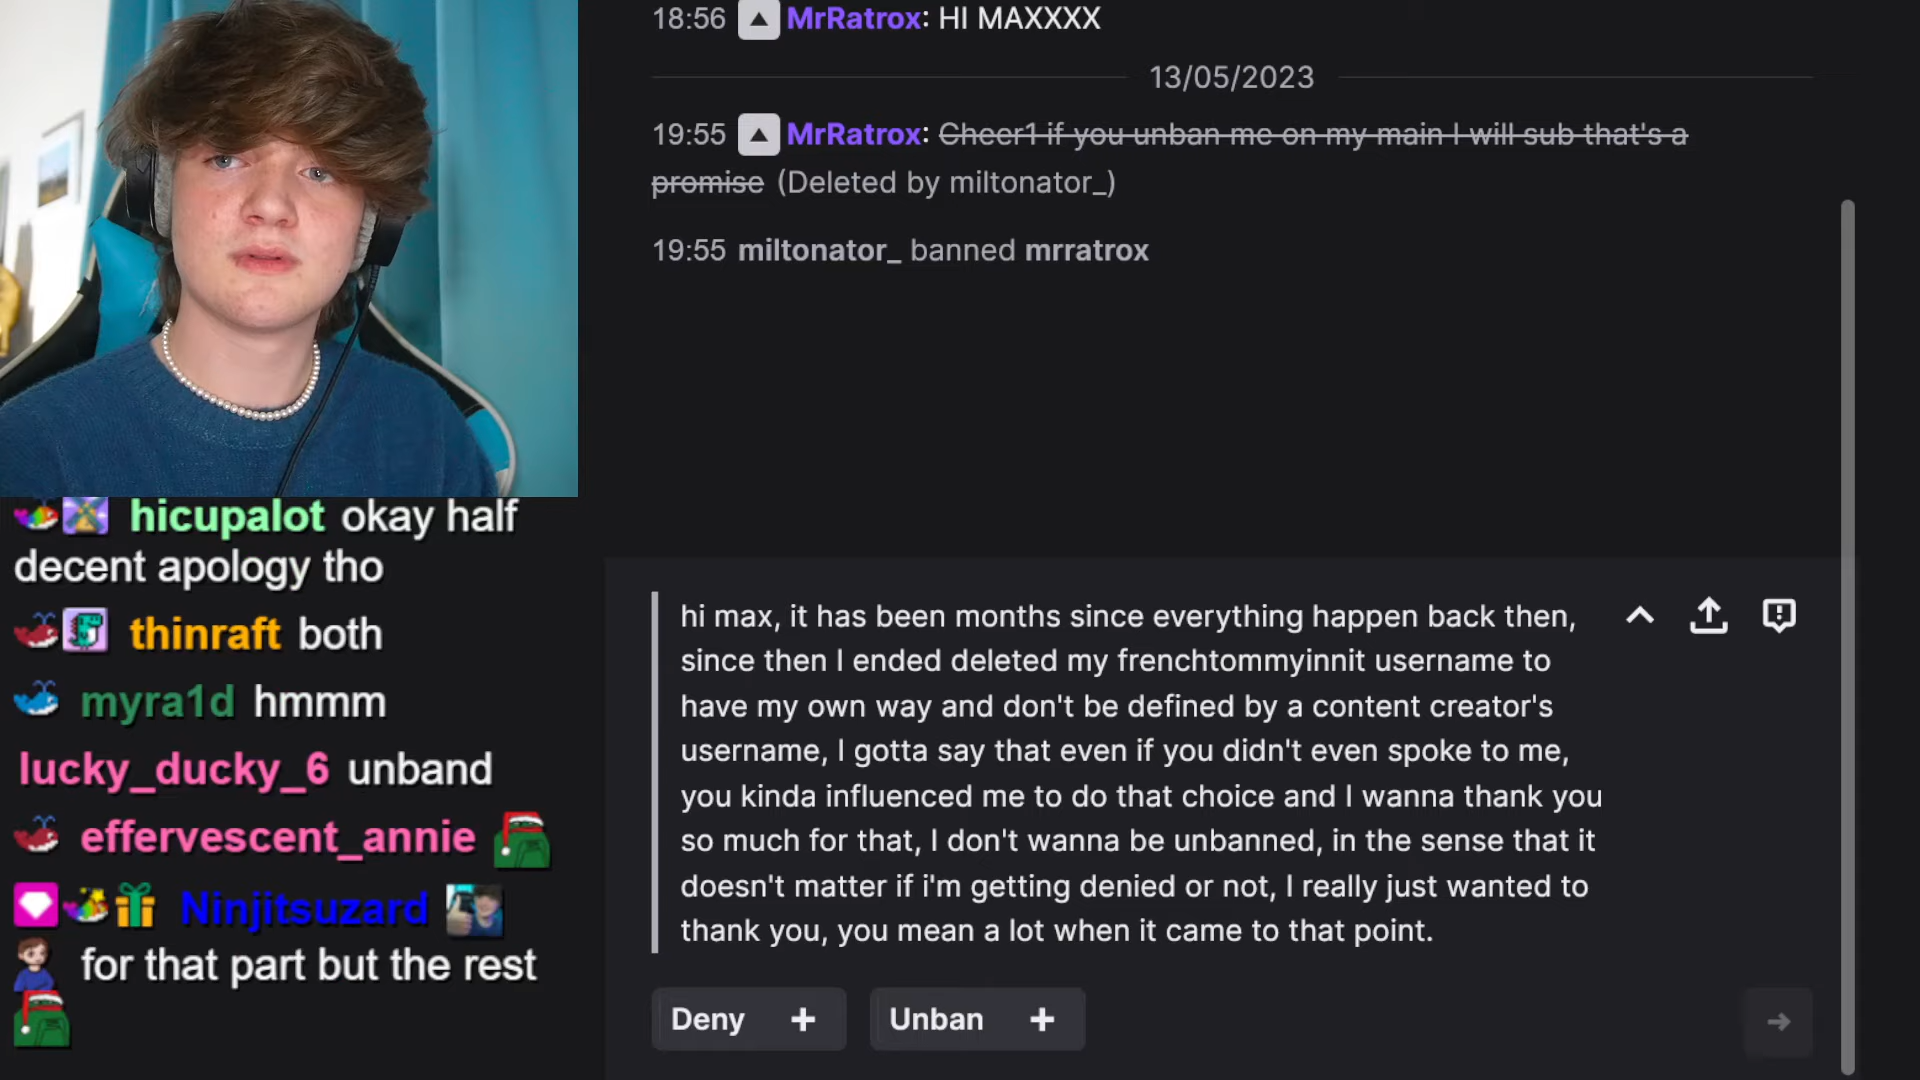 18:56 MrRatrox: HI MAXXXX
13/05/2023
19:55 MrRatrox: Cheer1 if you unban me on my main I will sub that's a
promise (Deleted by miltonator_)
19:55 miltonator_ banned mrratrox
hicupalot okay half
decent apology tho
thinraft both
myra1d hmmm
lucky_ducky_6 unband
effervescent_annie
Ninjitsuzard
for that part but the rest
hi max, it has been months since everything happen back then,
since then I ended deleted my frenchtommyinnit username to
have my own way and don't be defined by a content creator's
username, I gotta say that even if you didn't even spoke to me,
you kinda influenced me to do that choice and I wanna thank you
so much for that, I don't wanna be unbanned, in the sense that it
doesn't matter if i'm getting denied or not, I really just wanted to
thank you, you mean a lot when it came to that point.
Deny +
Unban +